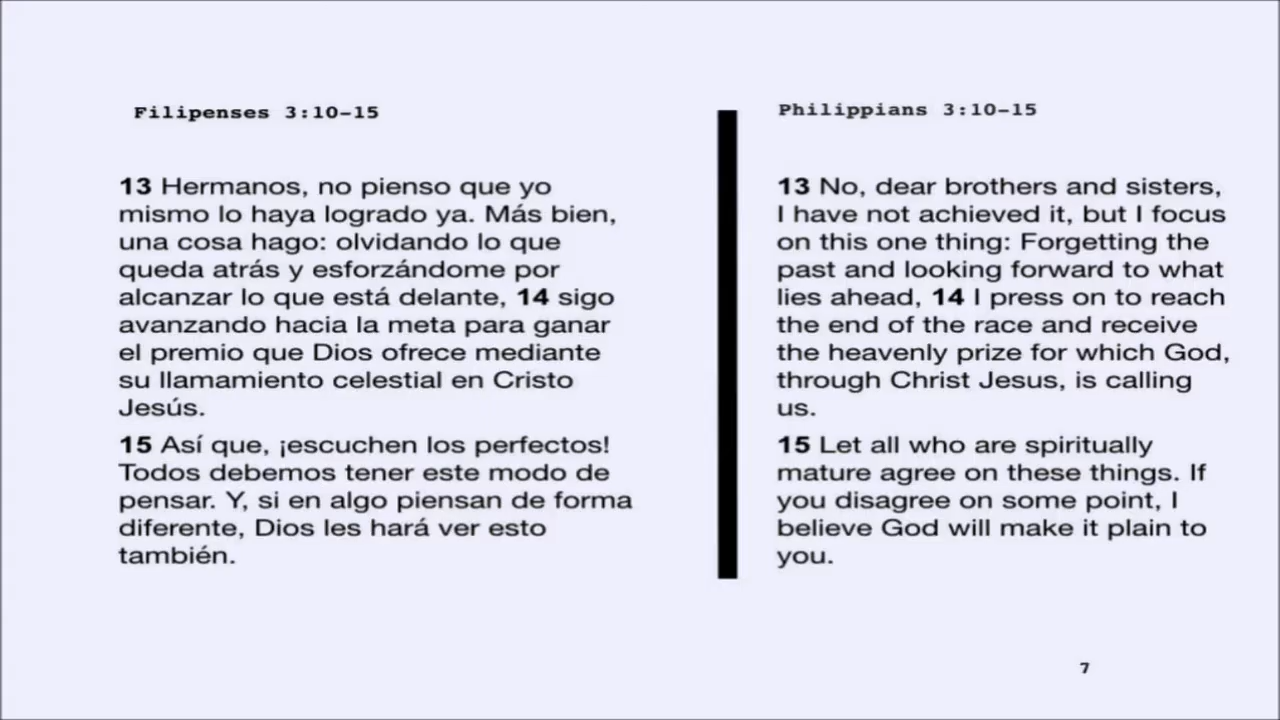 Filipenses 3:10-15
13 Hermanos, no pienso que yo
mismo lo haya logrado ya. Más bien,
una cosa hago: olvidando lo que
queda atrás y esforzándome por
alcanzar lo que está delante, 14 sigo
avanzando hacia la meta para ganar
el premio que Dios ofrece mediante
su llamamiento celestial en Cristo
Jesús.
15 Así que, ¡escuchen los perfectos!
Todos debemos tener este modo de
pensar. Y, si en algo piensan de forma
diferente, Dios les hará ver esto
también.
Philippians 3:10-15
13 No, dear brothers and sisters,
I have not achieved it, but I focus
on this one thing: Forgetting the
past and looking forward to what
lies ahead, 14 I press on to reach
the end of the race and receive
the heavenly prize for which God,
through Christ Jesus, is calling
us.
15 Let all who are spiritually
mature agree on these things. If
you disagree on some point, I
believe God will make it plain to
you.
7